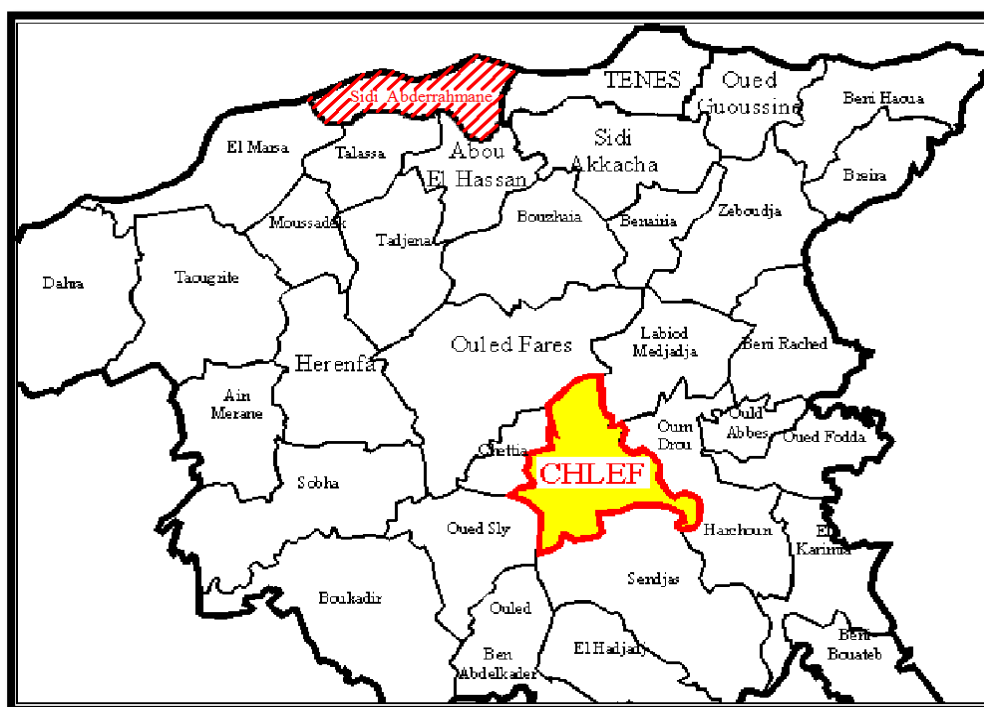 TENES
Oued
Guoussine
Beni Haoua
Sidi Abderrahmane
El Marsa
Talassa
Abou
El Hassan
Sidi
Akkacha
Breira
Moussadek
Tadjena
Bouzhaia
Benairia
Zeboudja
Dahra
Taougrite
Herenfa
Ouled Fares
Labiod
Medjadja
Beni Rached
Ain
Merane
Chettia
Oum
Drou
Ould
Abbes
Oued Fodda
CHLEF
Sobha
Oued Sly
Harchoun
El
Karimia
Boukadir
Ouled
Ben
Abdelkader
Sendjas
El Hadjadj
Beni
Bouateb